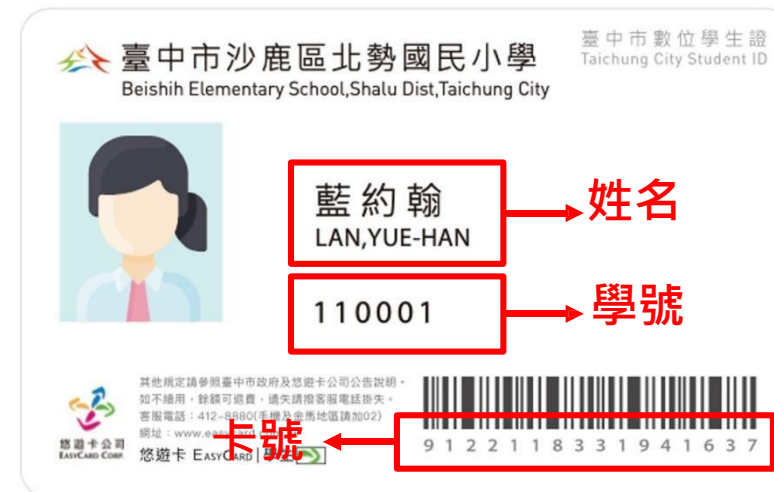 臺中市沙鹿區北勢國民小學
Beishih Elementary School,Shalu Dist,Taichung City
臺中市數位學生證
Taichung City Student ID
藍約翰
LAN,YUE-HAN
姓名
110001
學號
其他規定請參照臺中市政府及悠遊卡公司公告說明。
如不續用,餘額可退費,遺失請撥客服電話掛失。
客服電話:412-8880(手機及金馬地區請加02)
網址:www.easy
卡號
悠遊卡公司
EASYCARD CORP.
悠遊卡 EASYCARD
9122118331941637